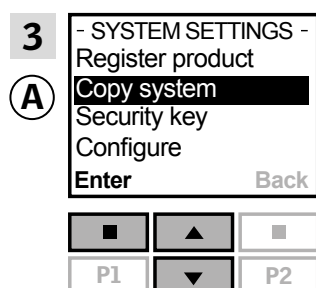 3
A
- SYSTEM SETTINGS -
Register product
Copy system
Security key
Configure
Enter Back
■ ▲ ■
P1 ▼ P2